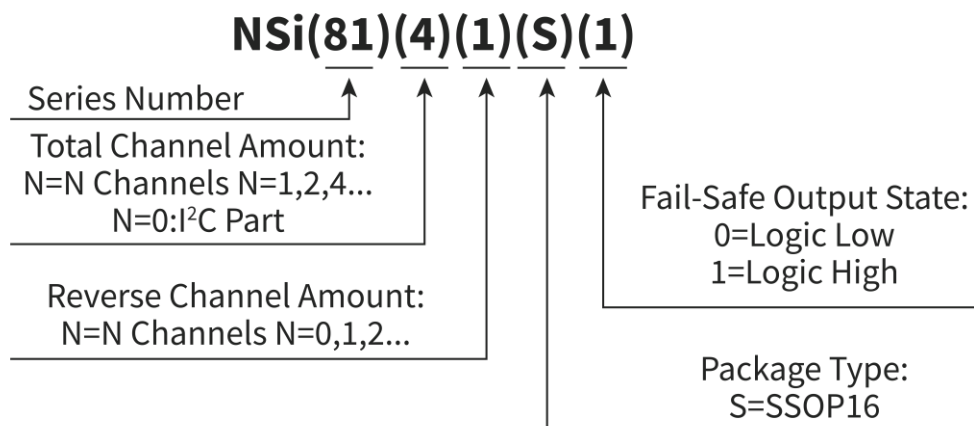 NSi(81)(4)(1)(S)(1)
Series Number
Total Channel Amount:
N=N Channels N=1,2,4...
N=0:I²C Part
Reverse Channel Amount:
N=N Channels N=0,1,2...
Fail-Safe Output State:
0=Logic Low
1=Logic High
Package Type:
S=SSOP16